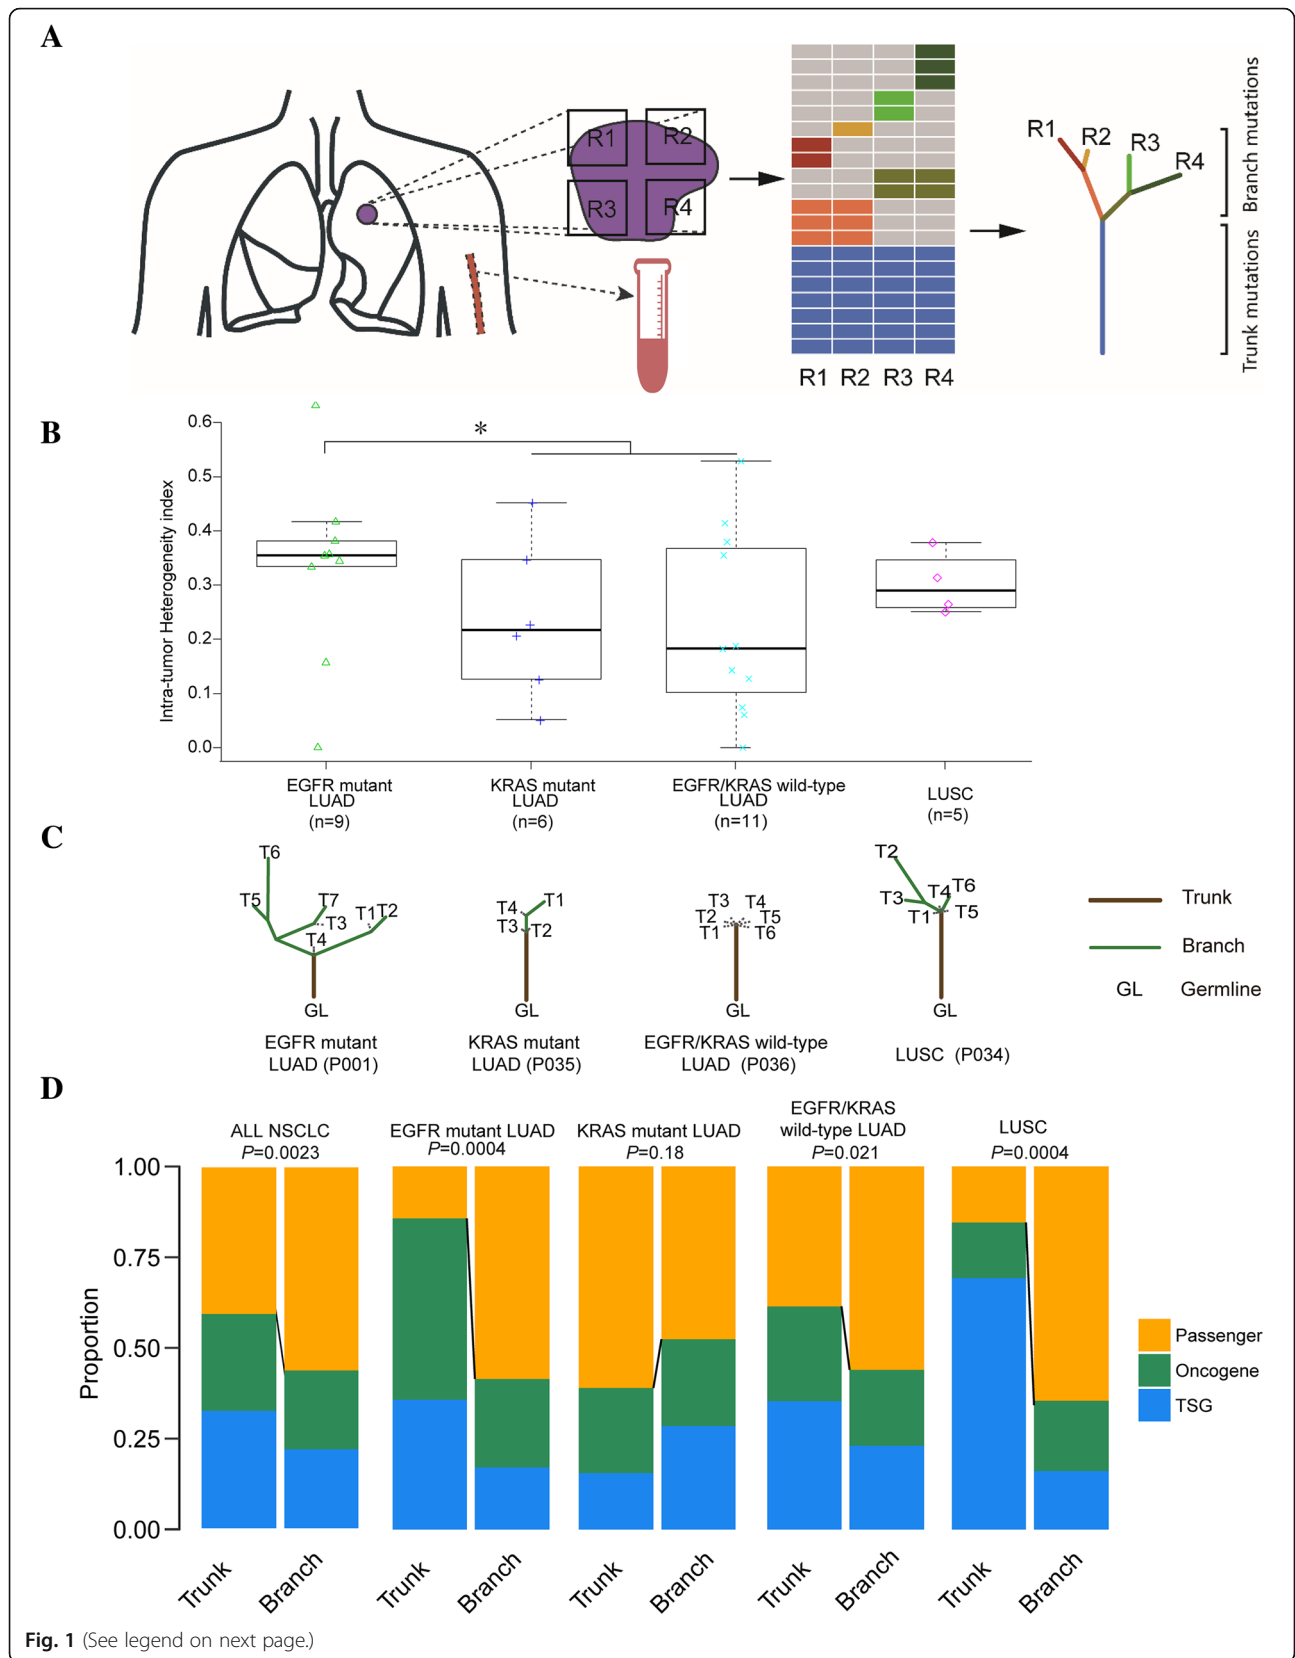 A
R1
R2
R3
R4
R1 R2 R3 R4
R1
R2
R3
R4
Branch mutations
Trunk mutations
B
Intra-tumor Heterogeneity index
0.6
0.5
0.4
0.3
0.2
0.1
0.0
*
EGFR mutant
LUAD
(n=9)
KRAS mutant
LUAD
(n=6)
EGFR/KRAS wild-type
LUAD
(n=11)
LUSC
(n=5)
C
T6
T5
T7
T3
T1
T2
T4
GL
EGFR mutant
LUAD (P001)
T4
T1
T3
T2
GL
KRAS mutant
LUAD (P035)
T3
T4
T2
T5
T1
T6
GL
EGFR/KRAS wild-type
LUAD (P036)
T2
T3
T4
T6
T1
T5
GL
LUSC (P034)
Trunk
Branch
GL Germline
D
Proportion
1.00
0.75
0.50
0.25
0.00
ALL NSCLC
P=0.0023
EGFR mutant LUAD
P=0.0004
KRAS mutant LUAD
P=0.18
EGFR/KRAS
wild-type LUAD
P=0.021
LUSC
P=0.0004
Trunk
Branch
Trunk
Branch
Trunk
Branch
Trunk
Branch
Trunk
Branch
Passenger
Oncogene
TSG
Fig. 1 (See legend on next page.)